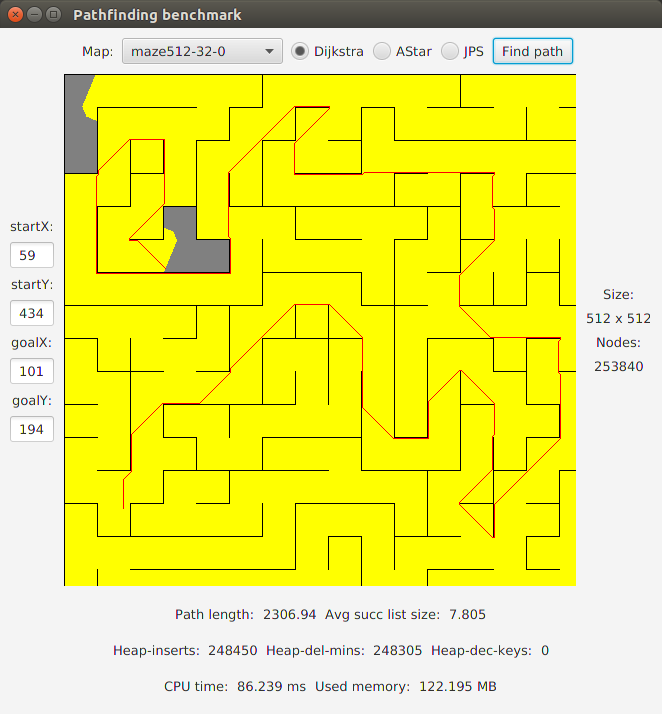 Pathfinding benchmark
Map: maze512-32-0 Dijkstra AStar JPS Find path
startX:
59
startY:
434
goalX:
101
goalY:
194
Size:
512 x 512
Nodes:
253840
Path length: 2306.94 Avg succ list size: 7.805
Heap-inserts: 248450 Heap-del-mins: 248305 Heap-dec-keys: 0
CPU time: 86.239 ms Used memory: 122.195 MB